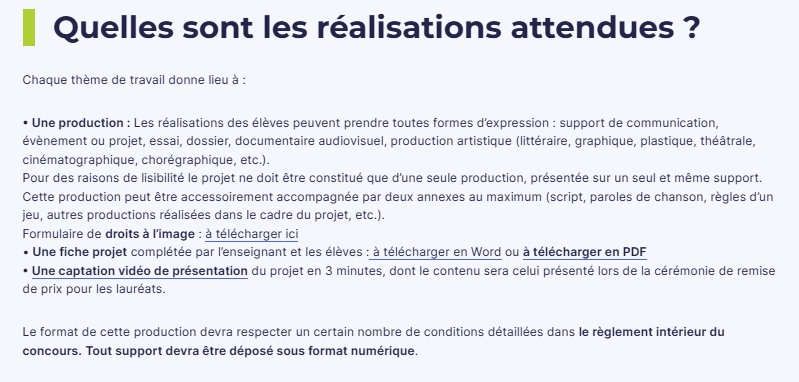 Quelles sont les réalisations attendues ?
Chaque thème de travail donne lieu à :
• Une production : Les réalisations des élèves peuvent prendre toutes formes d'expression : support de communication,
évènement ou projet, essai, dossier, documentaire audiovisuel, production artistique (littéraire, graphique, plastique, théâtrale,
cinématographique, chorégraphique, etc.).
Pour des raisons de lisibilité le projet ne doit être constitué que d'une seule production, présentée sur un seul et même support.
Cette production peut être accessoirement accompagnée par deux annexes au maximum (script, paroles de chanson, règles d'un
jeu, autres productions réalisées dans le cadre du projet, etc.).
Formulaire de droits à l'image : à télécharger ici
• Une fiche projet complétée par l'enseignant et les élèves : à télécharger en Word ou à télécharger en PDF
• Une captation vidéo de présentation du projet en 3 minutes, dont le contenu sera celui présenté lors de la cérémonie de remise
de prix pour les lauréats.
Le format de cette production devra respecter un certain nombre de conditions détaillées dans le règlement intérieur du
concours. Tout support devra être déposé sous format numérique.